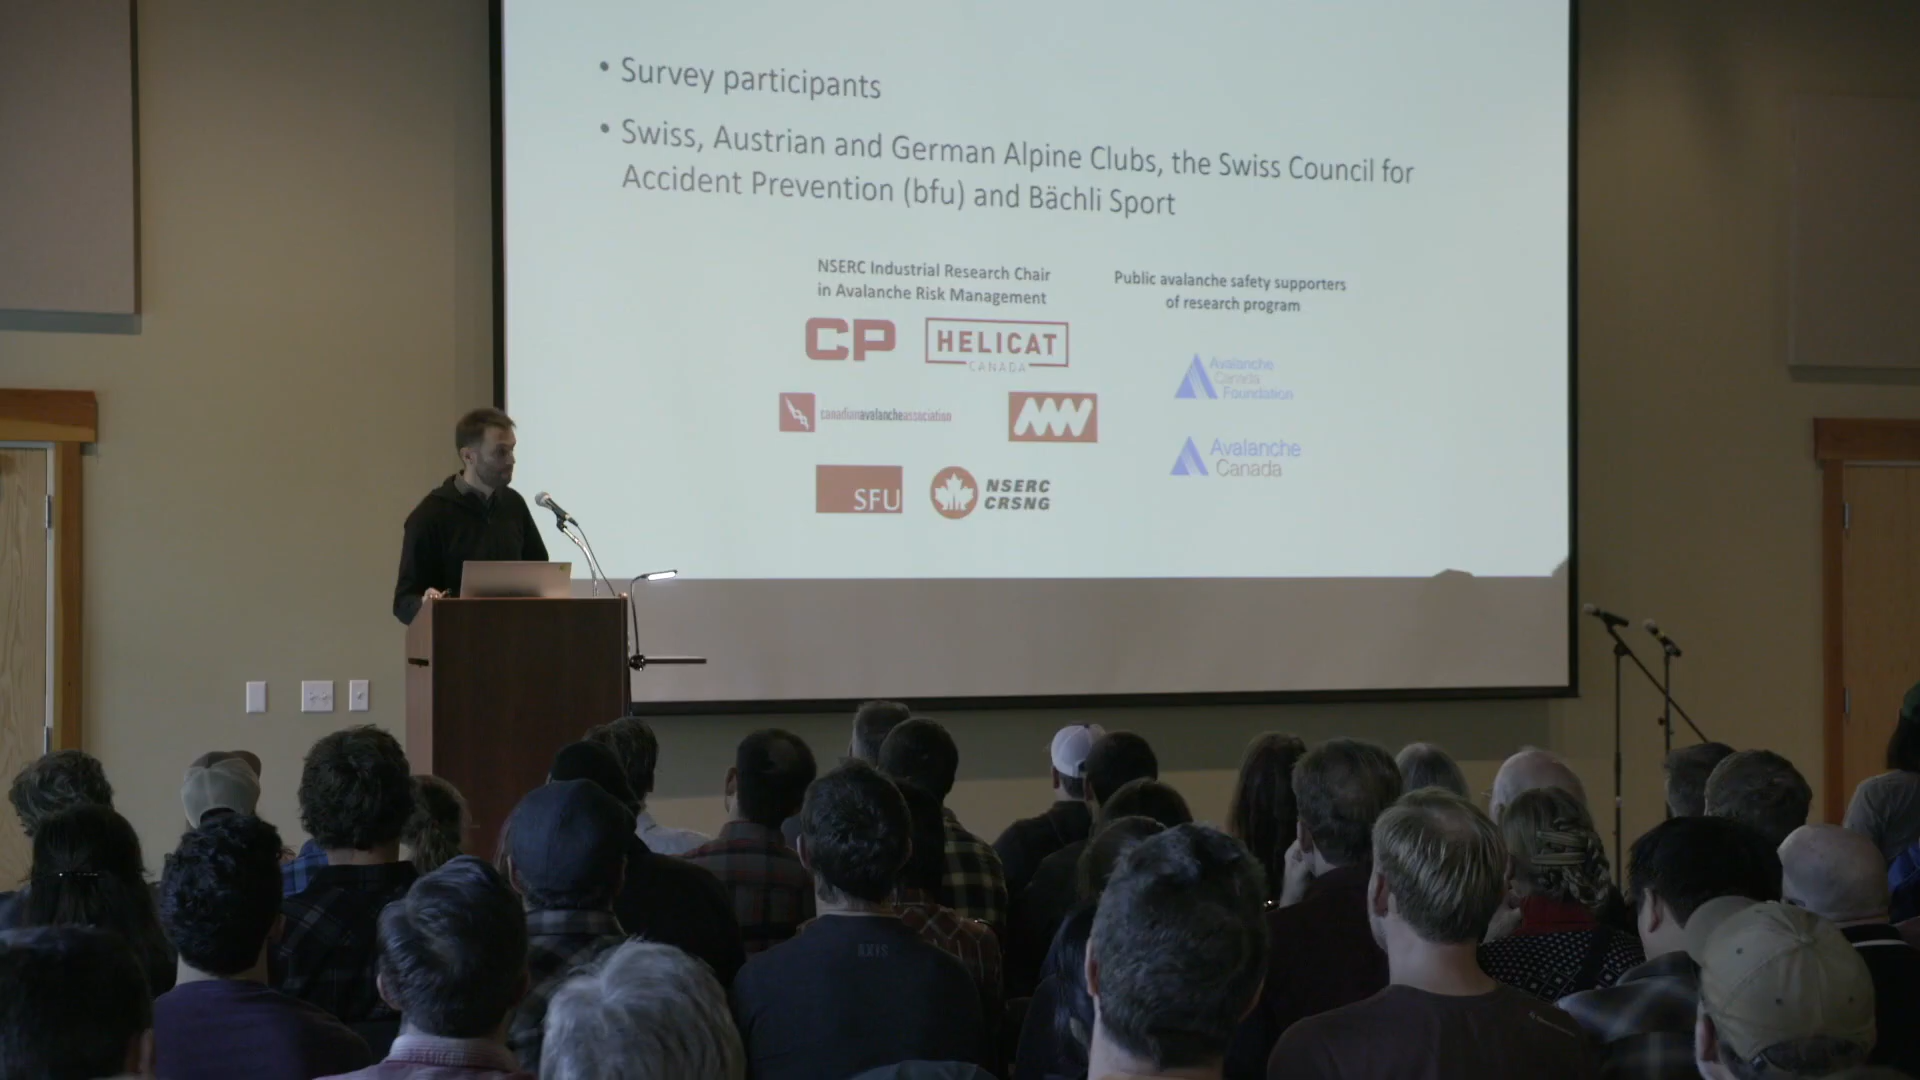 • Survey participants
• Swiss, Austrian and German Alpine Clubs, the Swiss Council for
Accident Prevention (bfu) and Bächli Sport
NSERC Industrial Research Chair
in Avalanche Risk Management
Public avalanche safety supporters
of research program
CP
HELICAT
CANADA
Avalanche
Canada
Foundation
canadianavalancheassociation
Avalanche
Canada
SFU
NSERC
CRSNG
AXIS